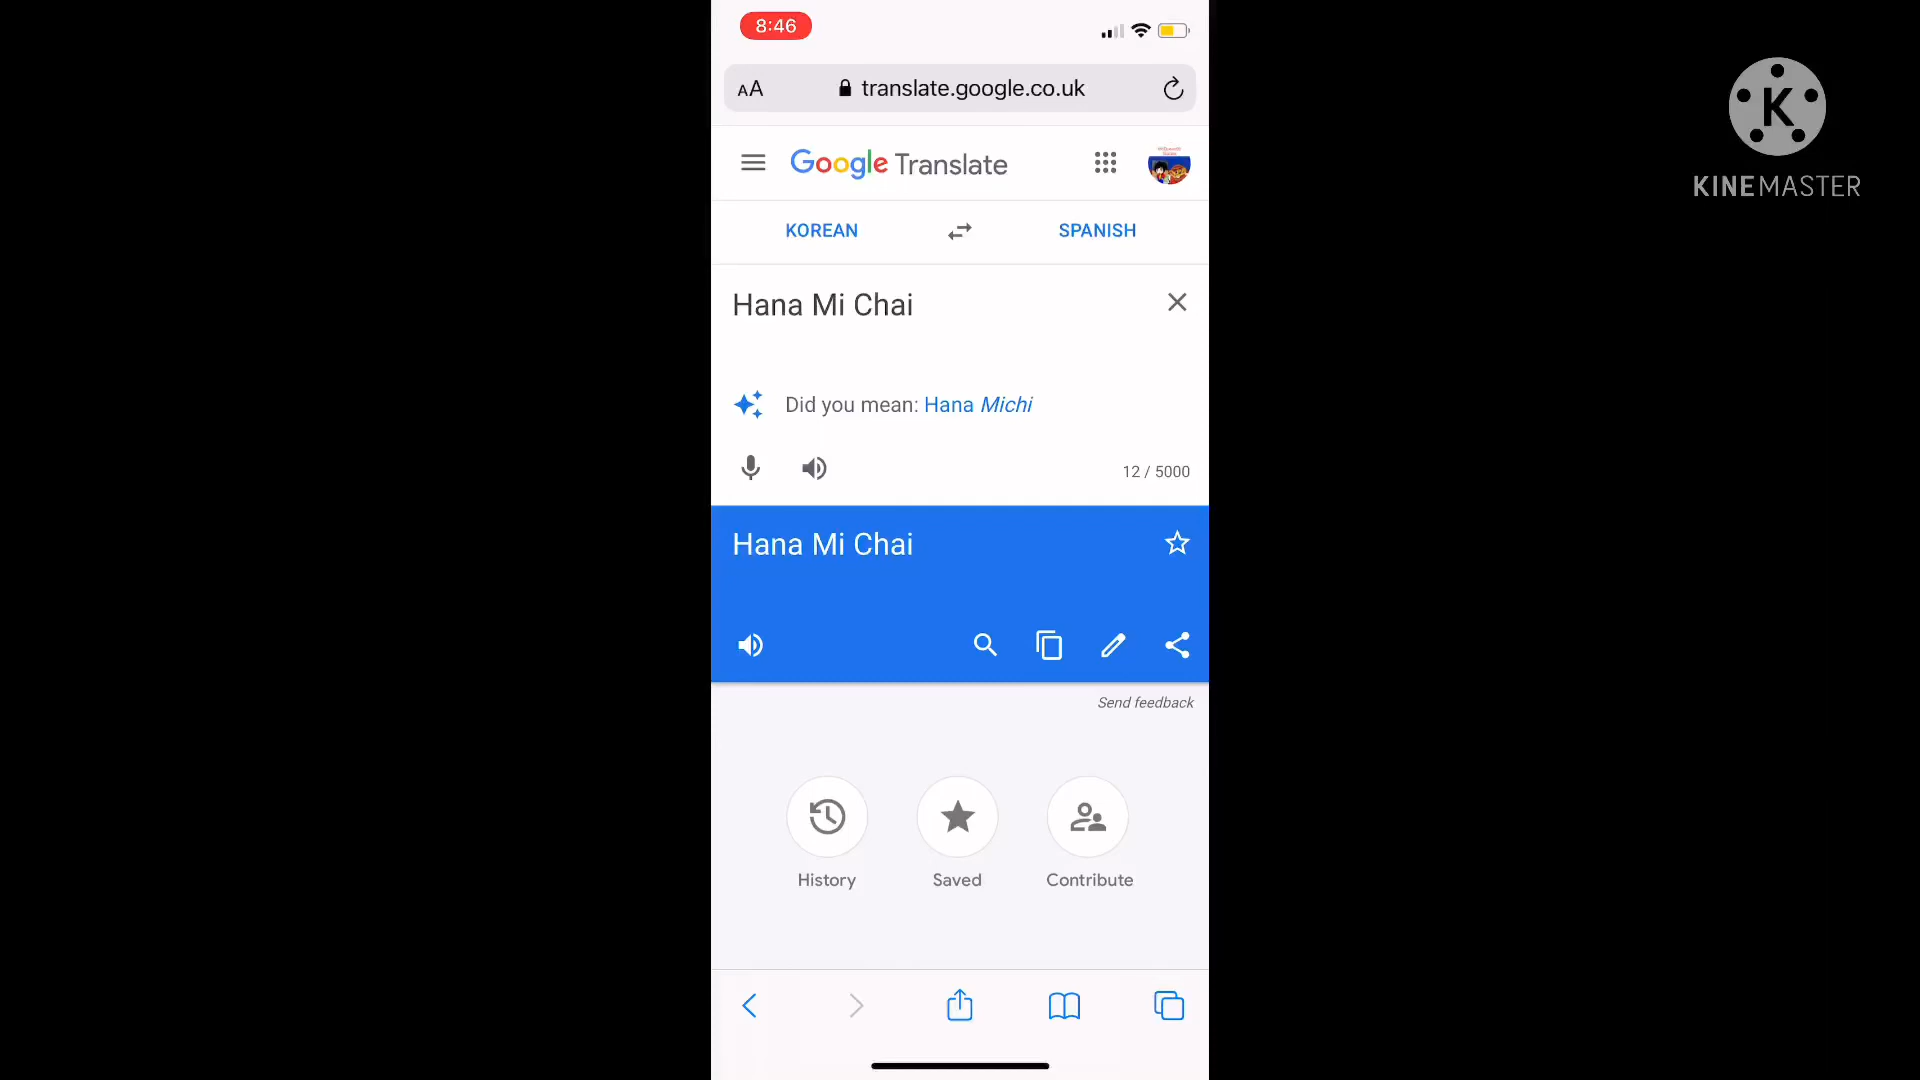 8:46
AA translate.google.co.uk
KINEMASTER
Google Translate
KOREAN SPANISH
Hana Mi Chai
Did you mean: Hana Michi
12 / 5000
Hana Mi Chai
Send feedback
History Saved Contribute